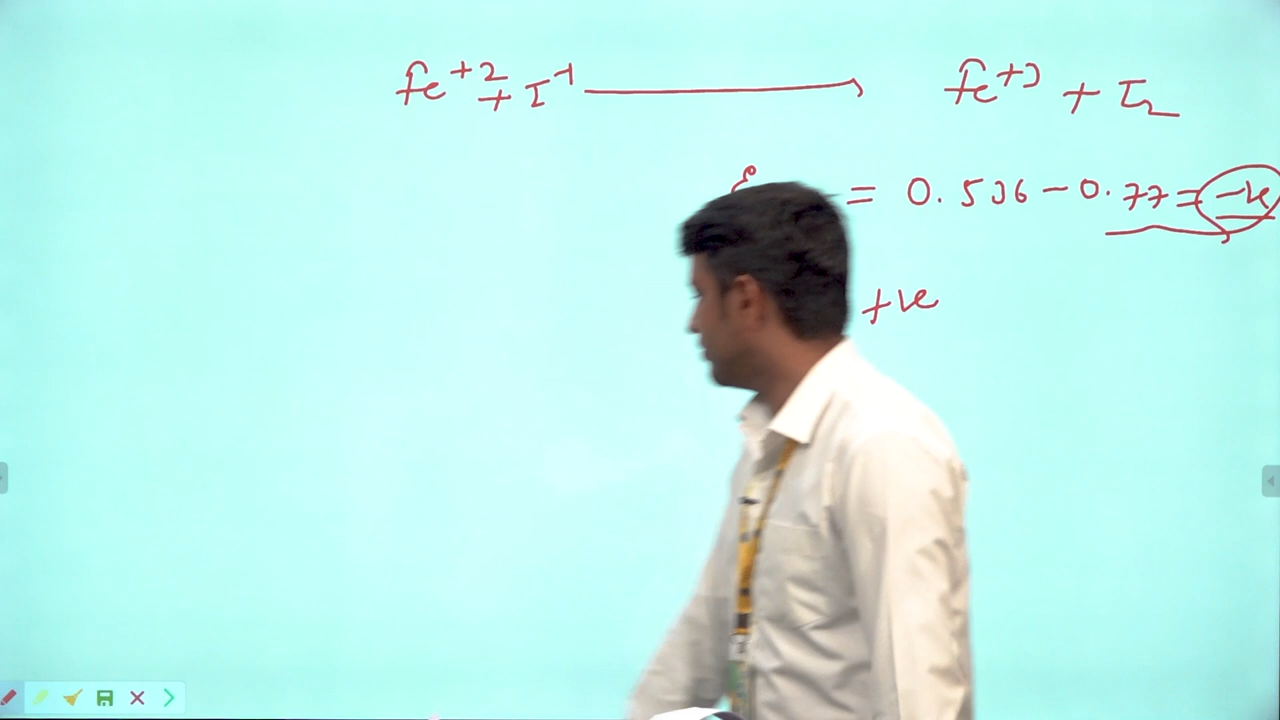 Fe+2 + I-1 ⟶ Fe+3 + I2
E = 0.536 - 0.77 = -ve
+ve